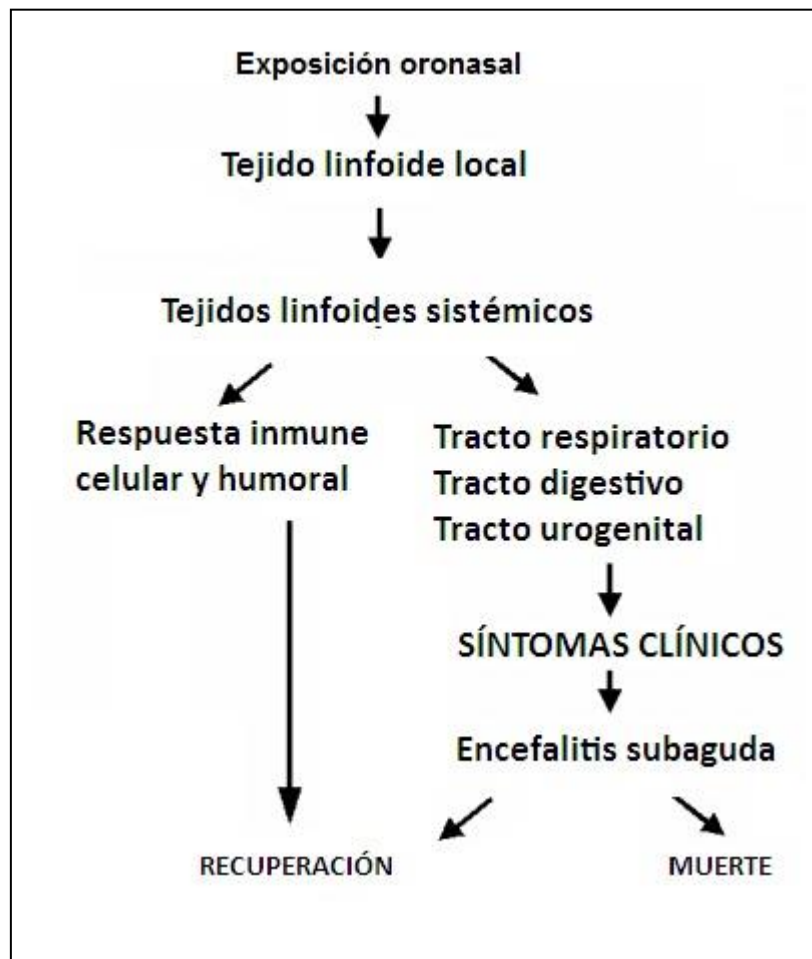 Exposición oronasal
Tejido linfoide local
Tejidos linfoides sistémicos
Respuesta inmune
celular y humoral
Tracto respiratorio
Tracto digestivo
Tracto urogenital
SÍNTOMAS CLÍNICOS
Encefalitis subaguda
RECUPERACIÓN
MUERTE